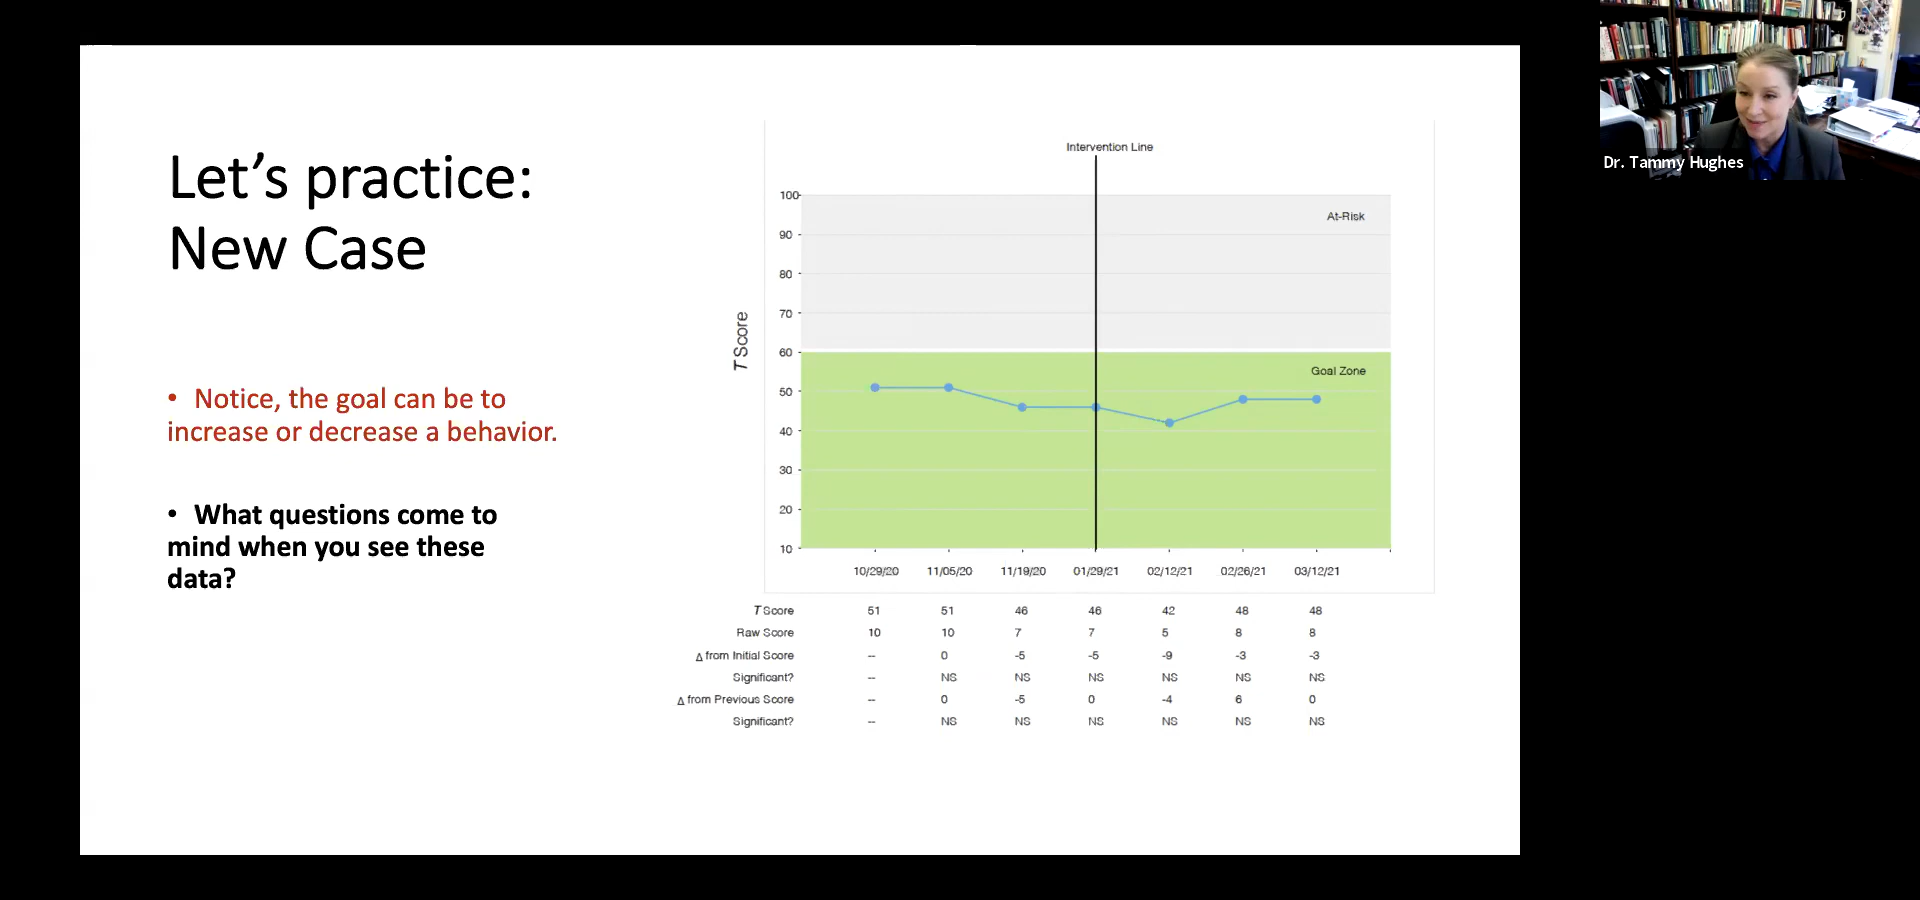 Let's practice:
New Case
• Notice, the goal can be to
increase or decrease a behavior.
• What questions come to
mind when you see these
data?
Intervention Line
T Score
100
90
80
70
60
50
40
30
20
10
At-Risk
Goal Zone
10/29/20 11/05/20 11/19/20 01/29/21 02/12/21 02/26/21 03/12/21
T Score 51 51 46 46 42 48 48
Raw Score 10 10 7 7 5 8 8
Δ from Initial Score -- 0 -5 -5 -9 -3 -3
Significant? -- NS NS NS NS NS NS
Δ from Previous Score -- 0 -5 0 -4 6 0
Significant? -- NS NS NS NS NS NS
Dr. Tammy Hughes